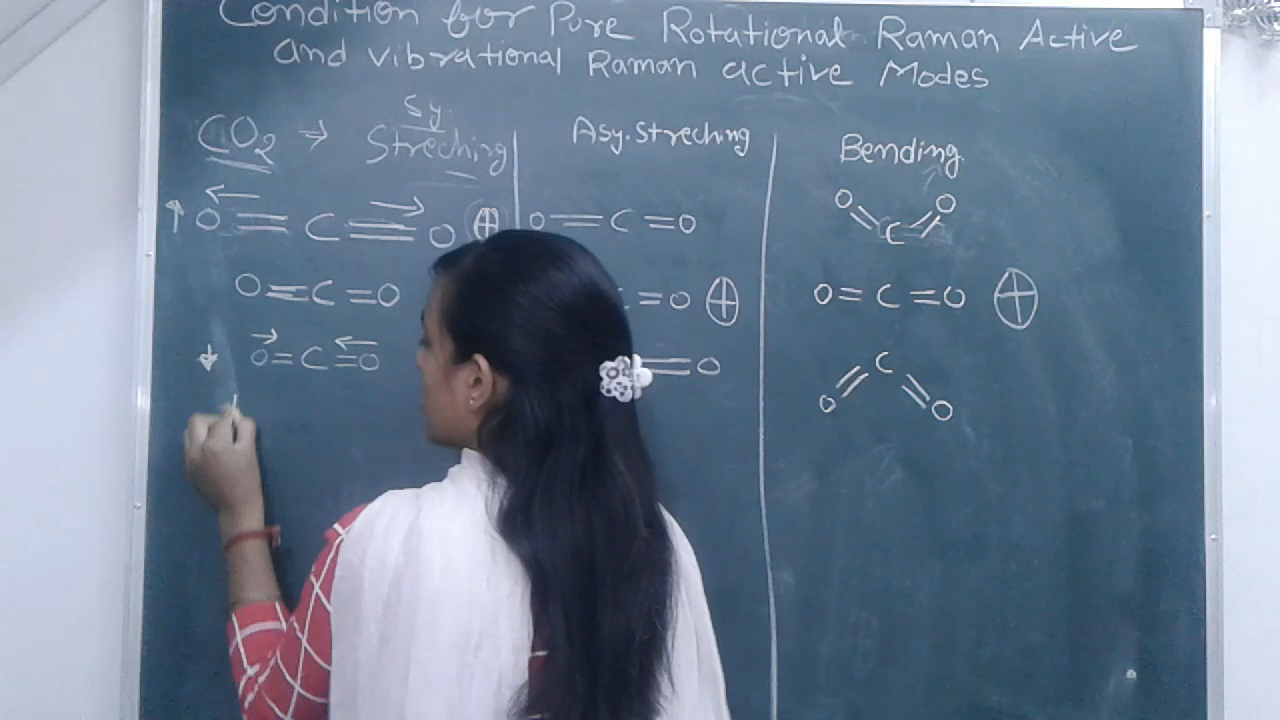 Condition for Pure Rotational Raman Active
and vibrational Raman active Modes
CO2 → Sy. Streching
Asy. Streching
Bending
↑ O = C = O ⊕
← →
O = C = O
↓ O = C = O
→ ←
O = C = O
= O ⊕
= O
O C O
O = C = O ⊕
C
O O